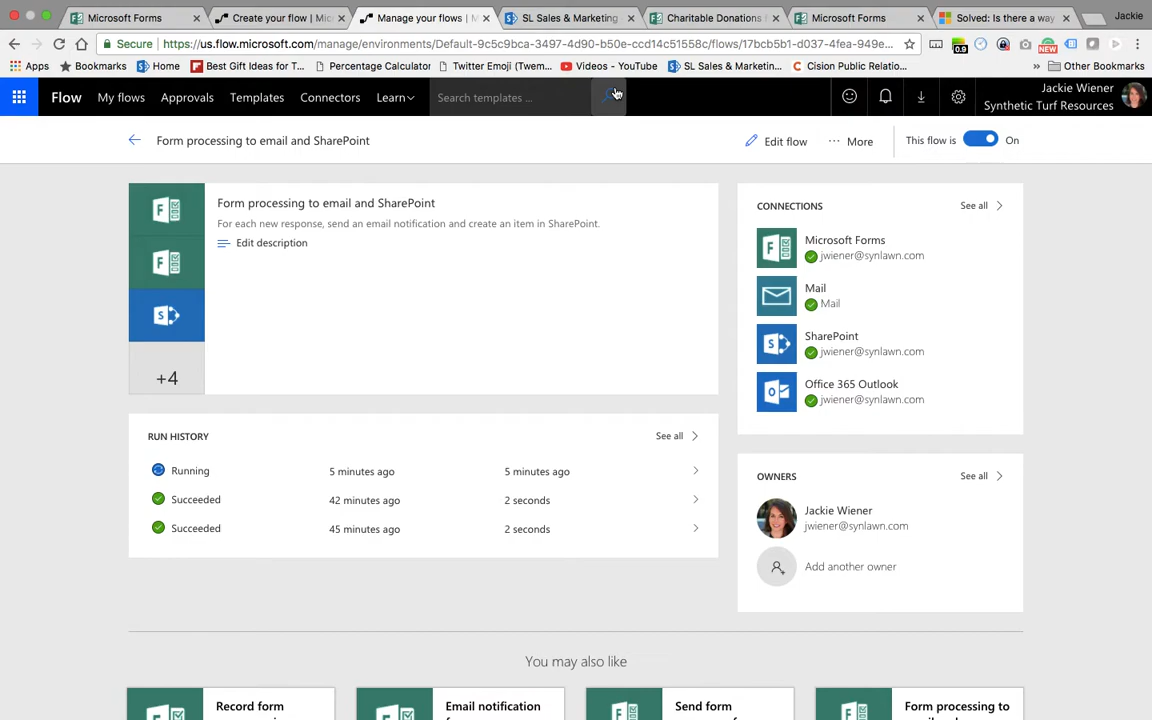 Microsoft Forms
Create your flow | Mic
Manage your flows | M
SL Sales & Marketing
Charitable Donations F
Microsoft Forms
Solved: Is there a way
Jackie
Secure
https://us.flow.microsoft.com/manage/environments/Default-9c5c9bca-3497-4d90-b50e-ccd14c51558c/flows/17bcb5b1-d037-4fea-949e...
0.9
NEW
Apps
Bookmarks
Home
Best Gift Ideas for T...
Percentage Calculator
Twitter Emoji (Twem...
Videos - YouTube
SL Sales & Marketin...
Cision Public Relatio...
»
Other Bookmarks
Flow
My flows
Approvals
Templates
Connectors
Learn
Search templates ...
Jackie Wiener
Synthetic Turf Resources
Form processing to email and SharePoint
Edit flow
... More
This flow is
On
Form processing to email and SharePoint
For each new response, send an email notification and create an item in SharePoint.
Edit description
+4
CONNECTIONS
See all
Microsoft Forms
jwiener@synlawn.com
Mail
Mail
SharePoint
jwiener@synlawn.com
Office 365 Outlook
jwiener@synlawn.com
RUN HISTORY
See all
Running 5 minutes ago 5 minutes ago
Succeeded 42 minutes ago 2 seconds
Succeeded 45 minutes ago 2 seconds
OWNERS
See all
Jackie Wiener
jwiener@synlawn.com
Add another owner
You may also like
Record form
Email notification
Send form
Form processing to